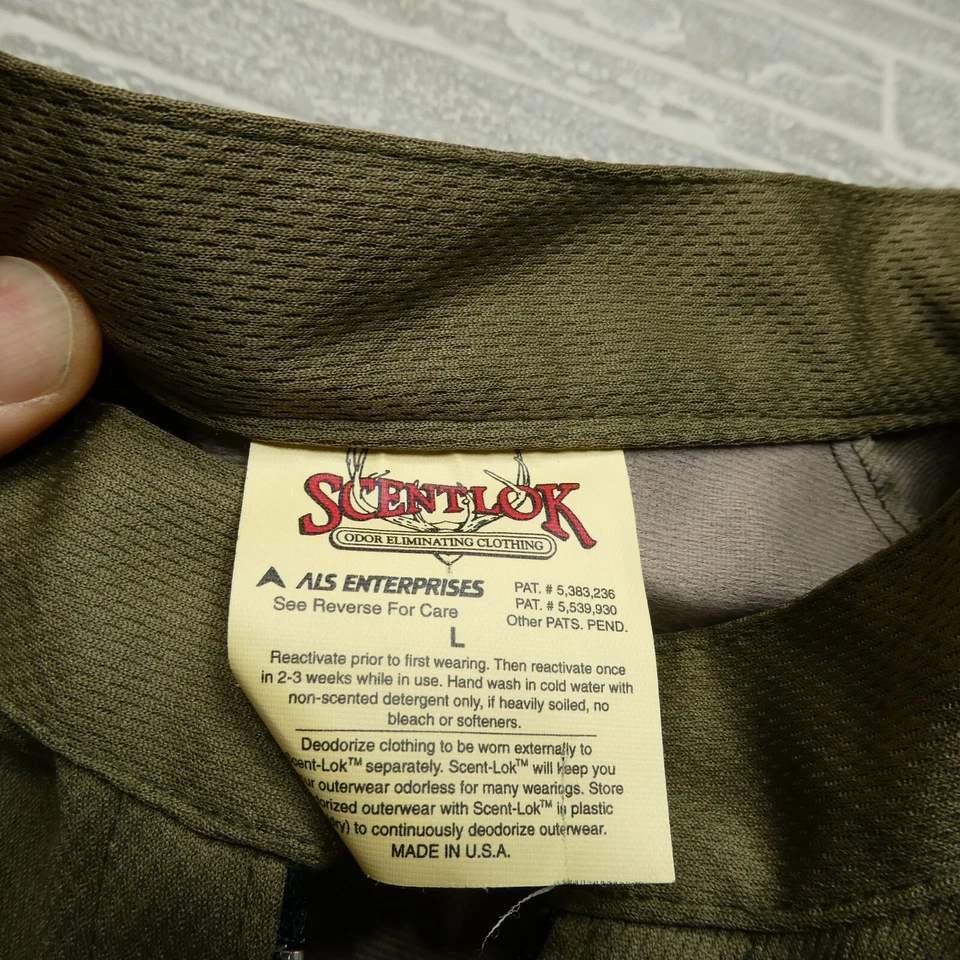 SCENT-LOK
ODOR ELIMINATING CLOTHING
ALS ENTERPRISES
See Reverse For Care
PAT. # 5,383,236
PAT. # 5,539,930
Other PATS. PEND.
L
Reactivate prior to first wearing. Then reactivate once
in 2-3 weeks while in use. Hand wash in cold water with
non-scented detergent only, if heavily soiled, no
bleach or softeners.
Deodorize clothing to be worn externally to
cent-Lok™ separately. Scent-Lok™ will keep you
r outerwear odorless for many wearings. Store
orized outerwear with Scent-Lok™ in plastic
ry) to continuously deodorize outerwear.
MADE IN U.S.A.